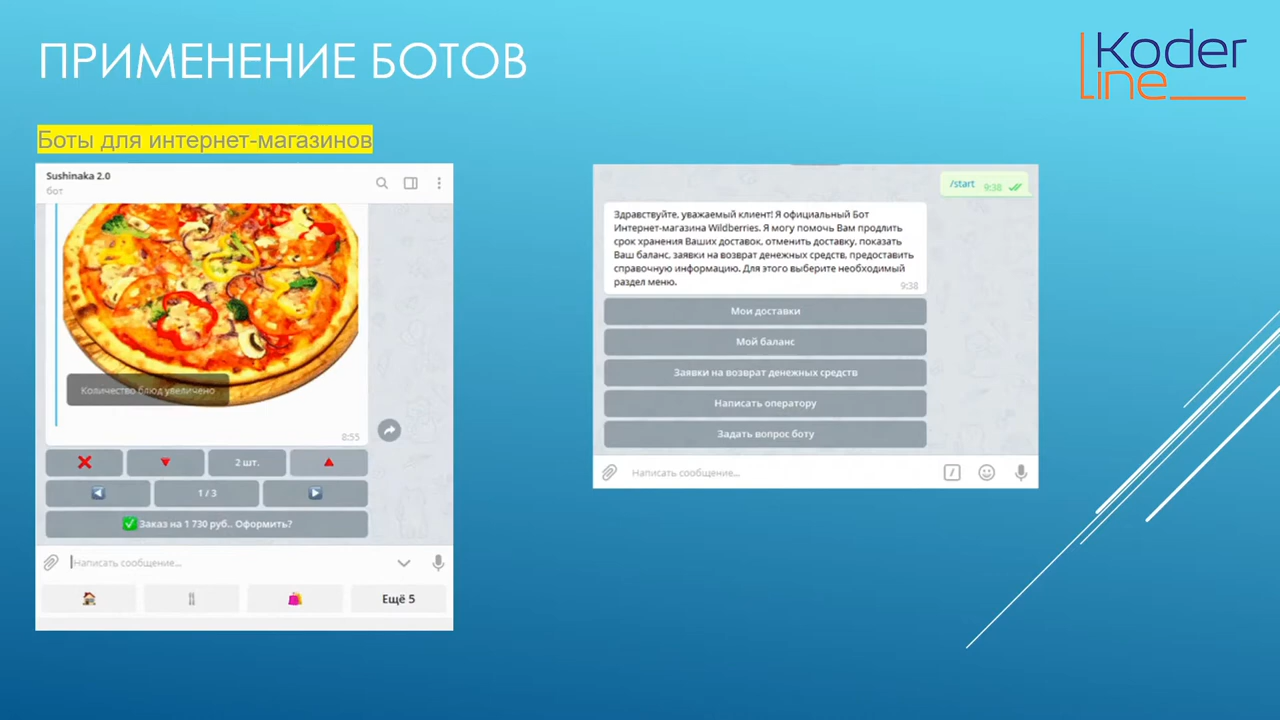 ПРИМЕНЕНИЕ БОТОВ
Koder
Line
Боты для интернет-магазинов
Sushinaka 2.0
бот
Количество блюд увеличено
8:55
2 шт.
1 / 3
Заказ на 1 730 руб.. Оформить?
Написать сообщение...
Ещё 5
/start 9:38
Здравствуйте, уважаемый клиент! Я официальный Бот
Интернет-магазина Wildberries. Я могу помочь Вам продлить
срок хранения Ваших доставок, отменить доставку, показать
Ваш баланс, заявки на возврат денежных средств, предоставить
справочную информацию. Для этого выберите необходимый
раздел меню.
9:38
Мои доставки
Мой баланс
Заявки на возврат денежных средств
Написать оператору
Задать вопрос боту
Написать сообщение...